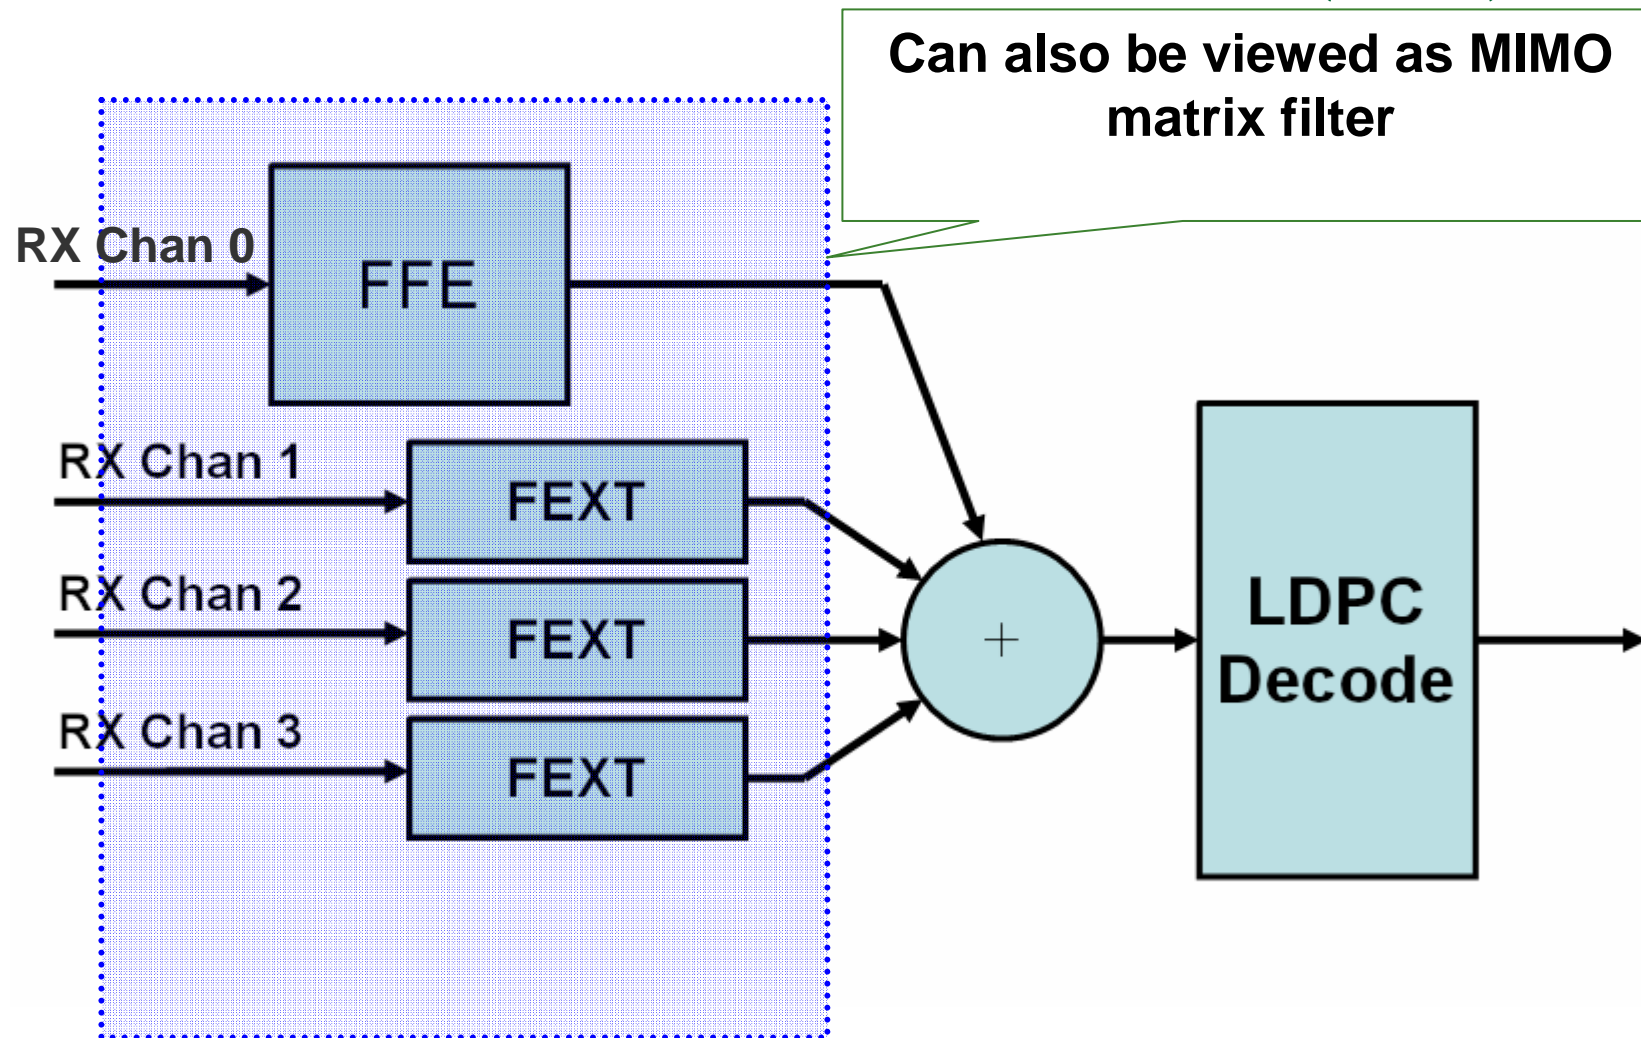 Can also be viewed as MIMO
matrix filter
RX Chan 0
FFE
RX Chan 1
FEXT
RX Chan 2
FEXT
RX Chan 3
FEXT
+
LDPC
Decode